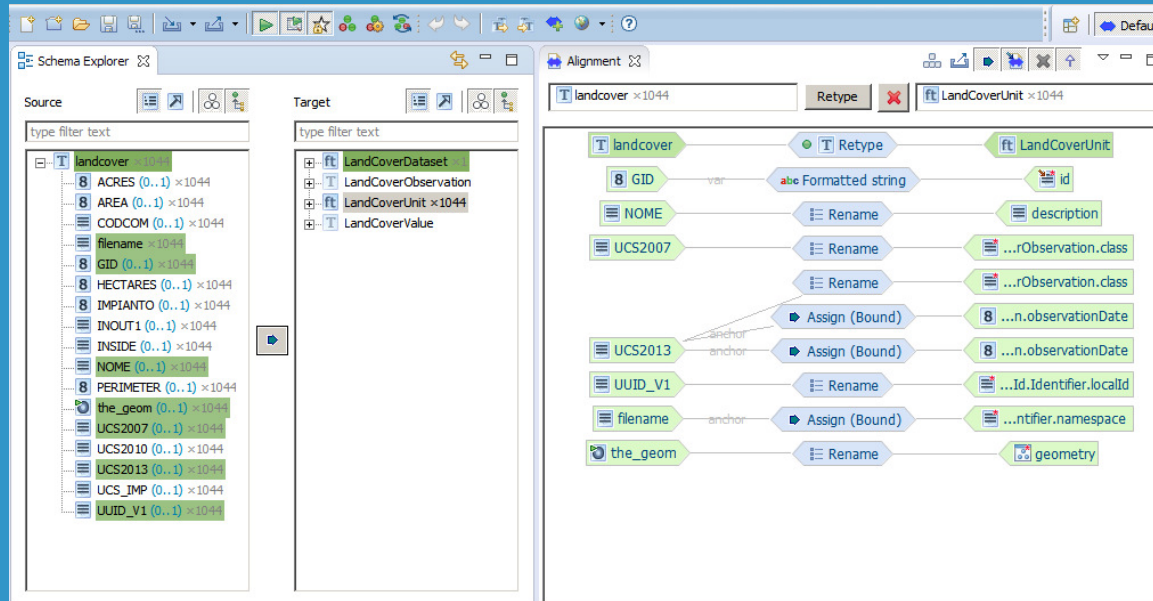 Defau
Schema Explorer
Alignment
Source
Target
type filter text
type filter text
landcover ×1044
ACRES (0..1) ×1044
AREA (0..1) ×1044
CODCOM (0..1) ×1044
filename ×1044
GID (0..1) ×1044
HECTARES (0..1) ×1044
IMPIANTO (0..1) ×1044
INOUT1 (0..1) ×1044
INSIDE (0..1) ×1044
NOME (0..1) ×1044
PERIMETER (0..1) ×1044
the_geom (0..1) ×1044
UCS2007 (0..1) ×1044
UCS2010 (0..1) ×1044
UCS2013 (0..1) ×1044
UCS_IMP (0..1) ×1044
UUID_V1 (0..1) ×1044
LandCoverDataset ×1
LandCoverObservation
LandCoverUnit ×1044
LandCoverValue
landcover ×1044
Retype
LandCoverUnit ×1044
landcover Retype LandCoverUnit
GID var Formatted string id
NOME Rename description
UCS2007 Rename ...rObservation.class
Rename ...rObservation.class
Assign (Bound) ...n.observationDate
anchor
UCS2013 anchor Assign (Bound) ...n.observationDate
UUID_V1 Rename ...Id.Identifier.localId
filename anchor Assign (Bound) ...ntifier.namespace
the_geom Rename geometry